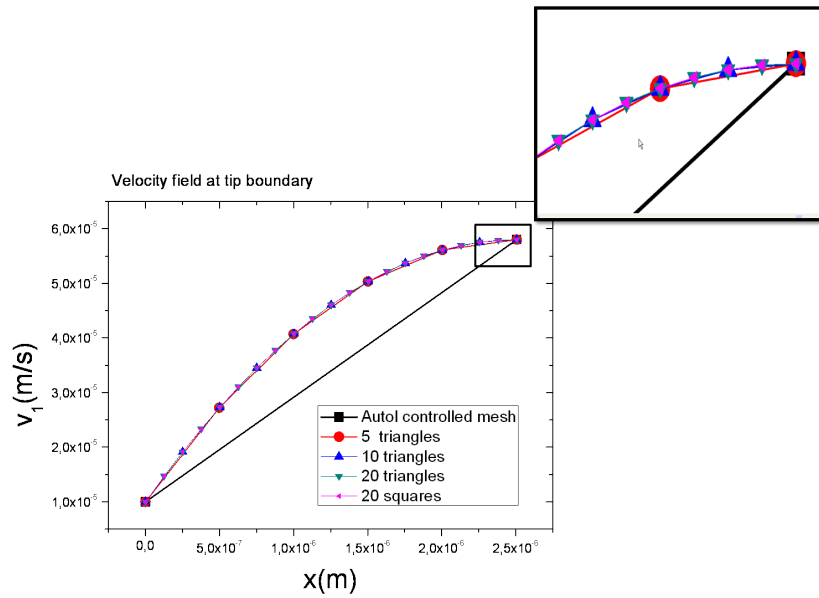 Velocity field at tip boundary
6,0x10⁻⁵
5,0x10⁻⁵
4,0x10⁻⁵
3,0x10⁻⁵
2,0x10⁻⁵
1,0x10⁻⁵
v₁(m/s)
Autol controlled mesh
5 triangles
10 triangles
20 triangles
20 squares
0,0 5,0x10⁻⁷ 1,0x10⁻⁶ 1,5x10⁻⁶ 2,0x10⁻⁶ 2,5x10⁻⁶
x(m)